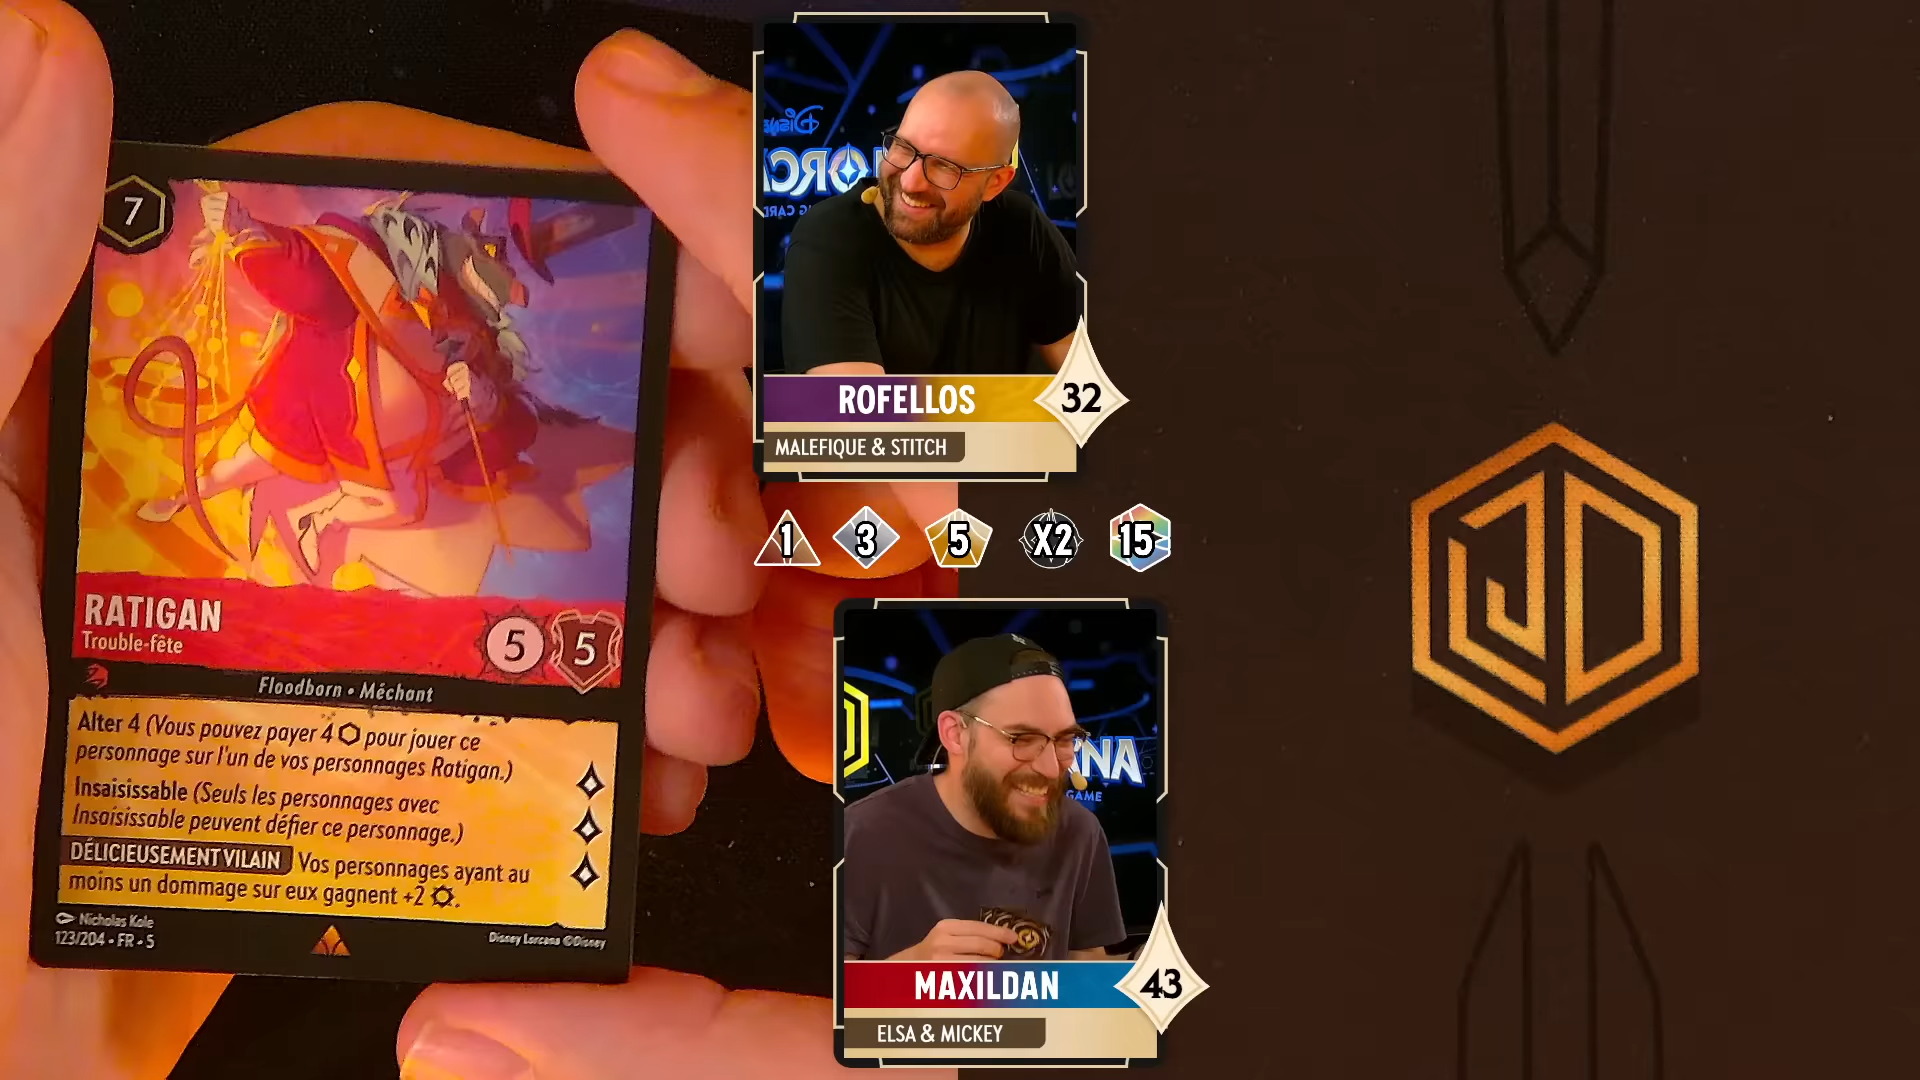 7
RATIGAN
Trouble-fête
5
5
Floodborn • Méchant
Alter 4 (Vous pouvez payer 4 pour jouer ce
personnage sur l'un de vos personnages Ratigan.)
Insaisissable (Seuls les personnages avec
Insaisissable peuvent défier ce personnage.)
DÉLICIEUSEMENT VILAIN Vos personnages ayant au
moins un dommage sur eux gagnent +2 .
Nicholas Kole
123/204 • FR • 5
Disney Lorcana ©Disney
ROFELLOS
32
MALEFIQUE & STITCH
1
3
5
X2
15
GAME
MAXILDAN
43
ELSA & MICKEY
JD